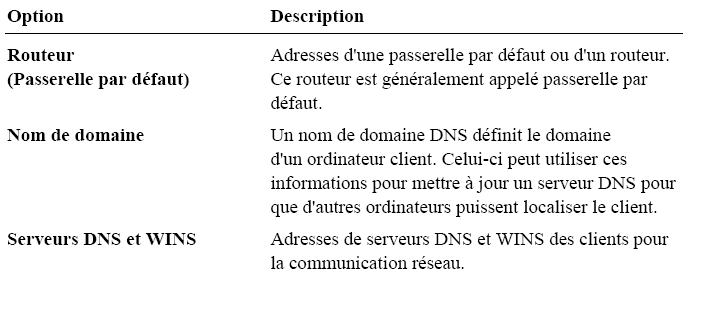 Option Description
Routeur Adresses d'une passerelle par défaut ou d'un routeur.
(Passerelle par défaut) Ce routeur est généralement appelé passerelle par
défaut.
Nom de domaine Un nom de domaine DNS définit le domaine
d'un ordinateur client. Celui-ci peut utiliser ces
informations pour mettre à jour un serveur DNS pour
que d'autres ordinateurs puissent localiser le client.
Serveurs DNS et WINS Adresses de serveurs DNS et WINS des clients pour
la communication réseau.